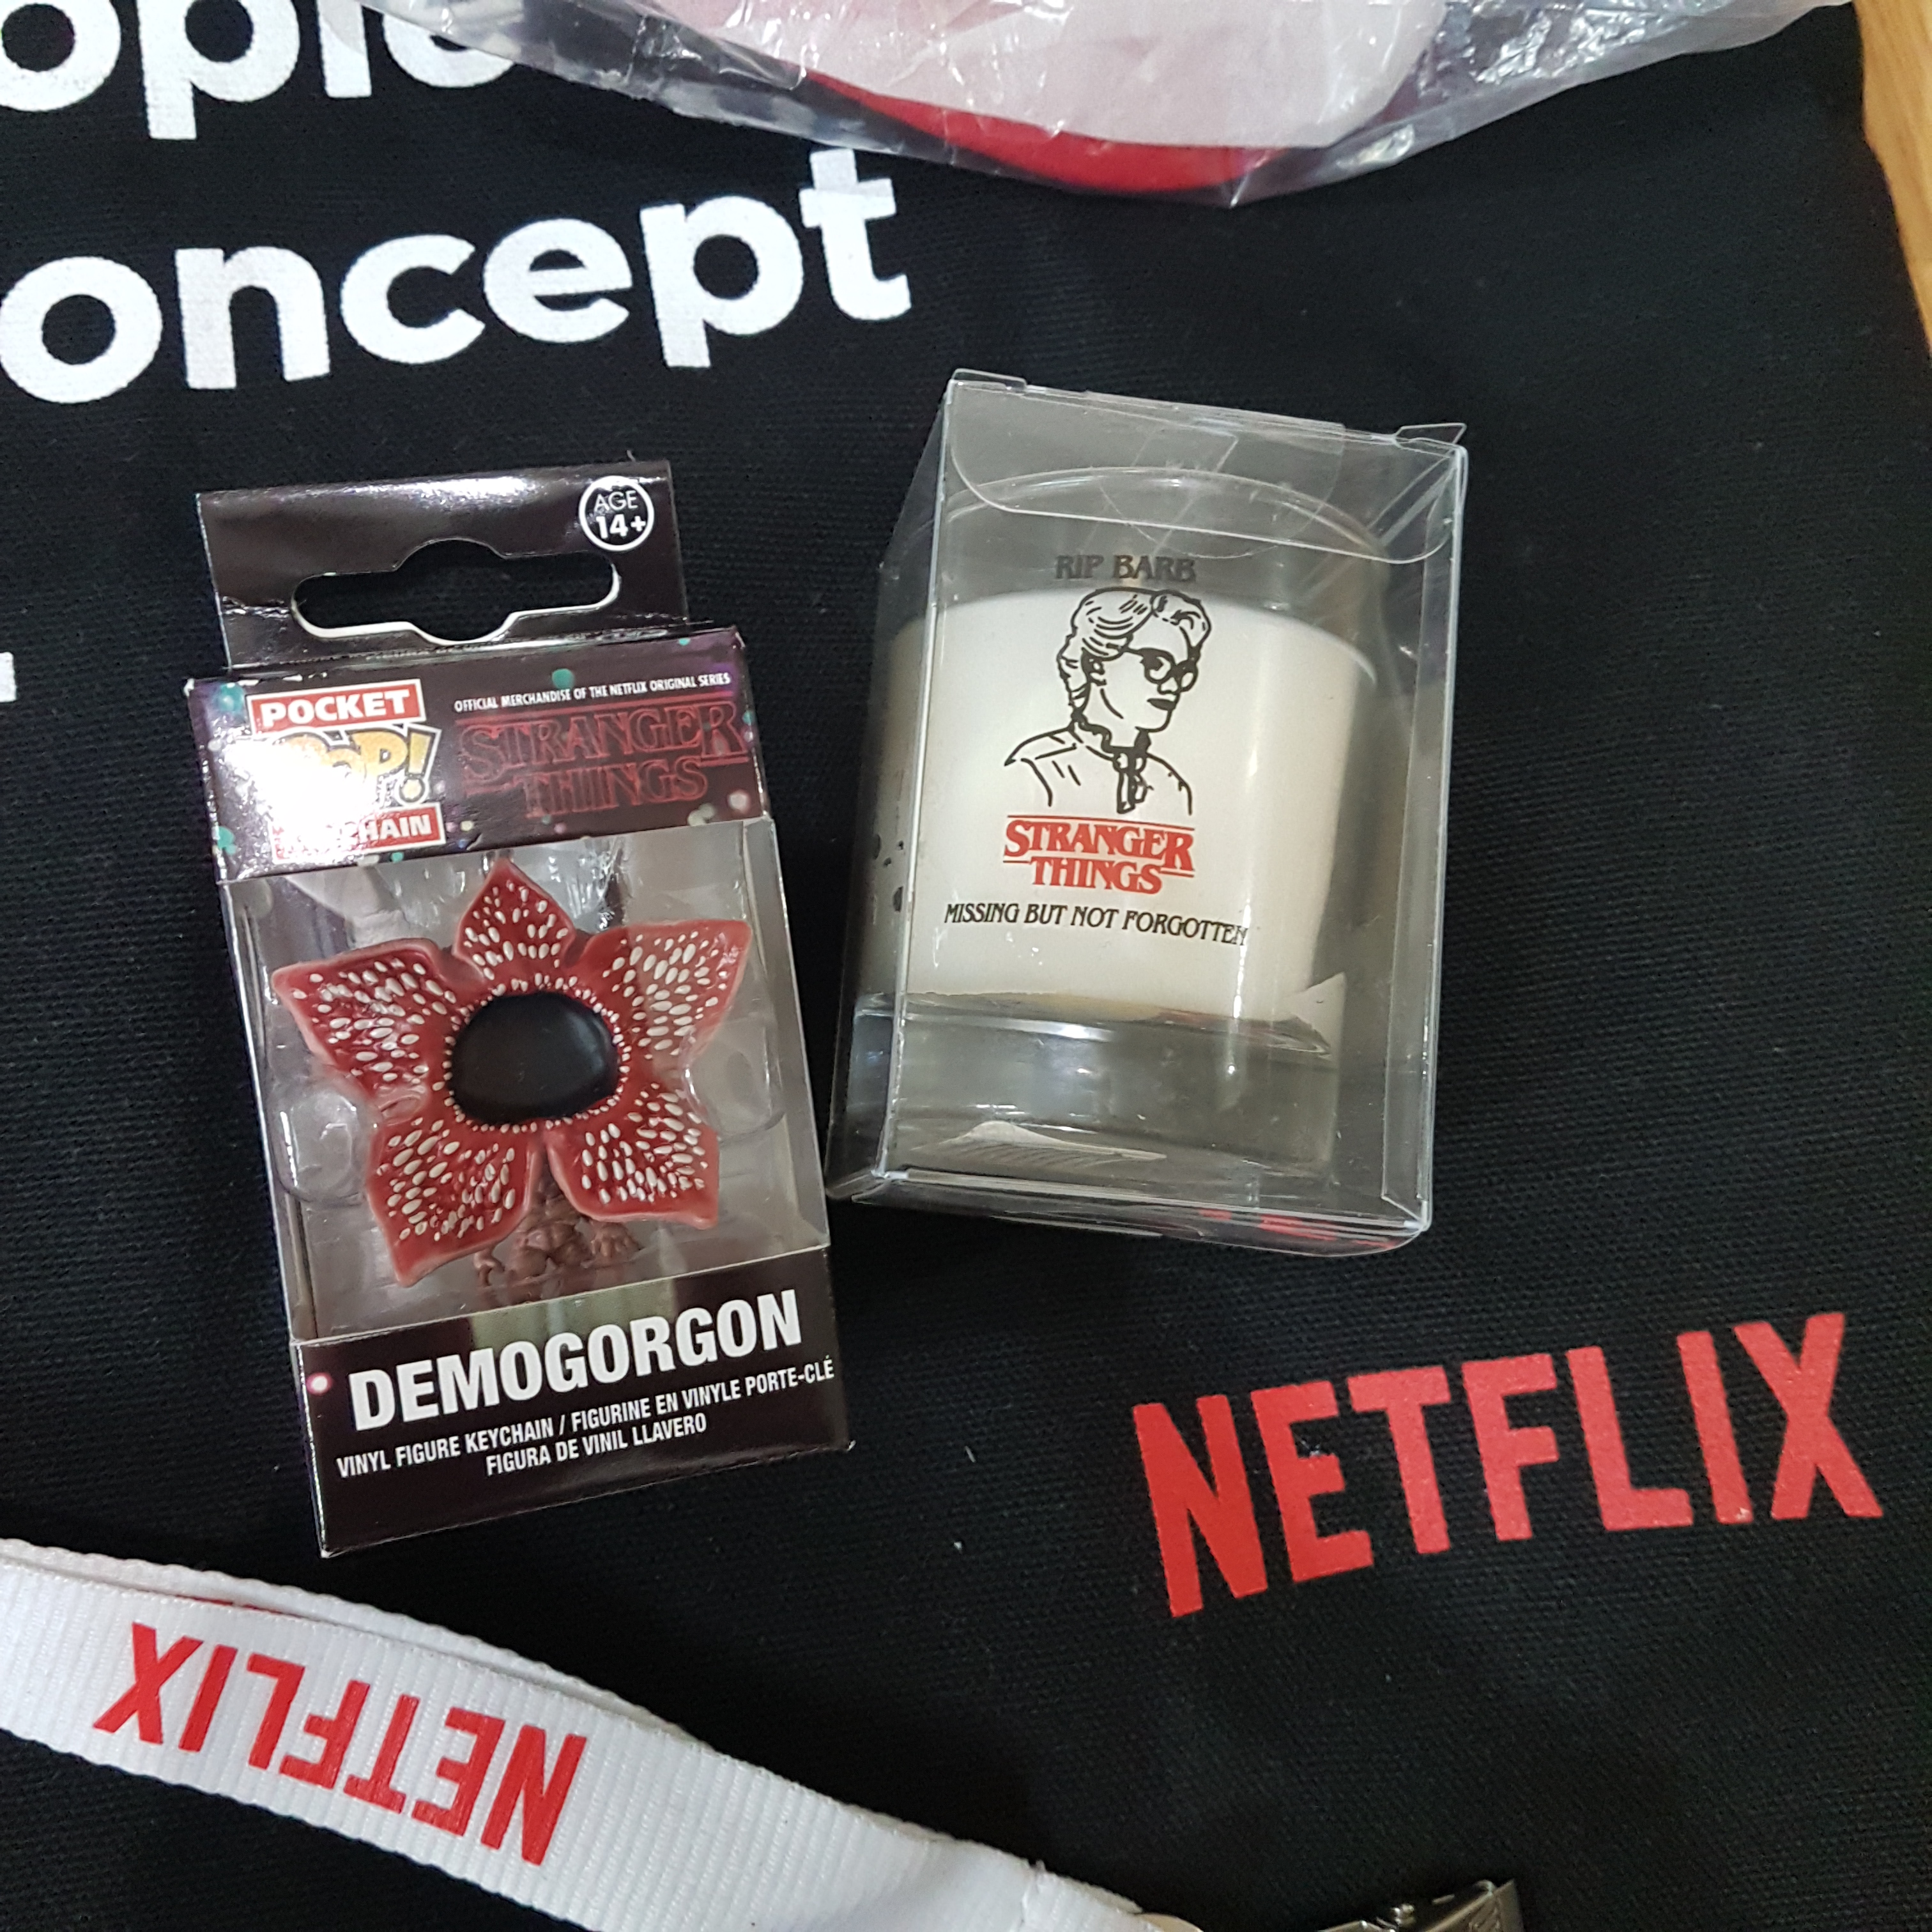 oncept
AGE
14+
POCKET
POP!
OFFICIAL MERCHANDISE OF THE NETFLIX ORIGINAL SERIES
STRANGER
THINGS
DEMOGORGON
VINYL FIGURE KEYCHAIN / FIGURINE EN VINYLE PORTE-CLÉ
FIGURA DE VINIL LLAVERO
RIP BARB
STRANGER
THINGS
MISSING BUT NOT FORGOTTEN
NETFLIX
NETFLIX